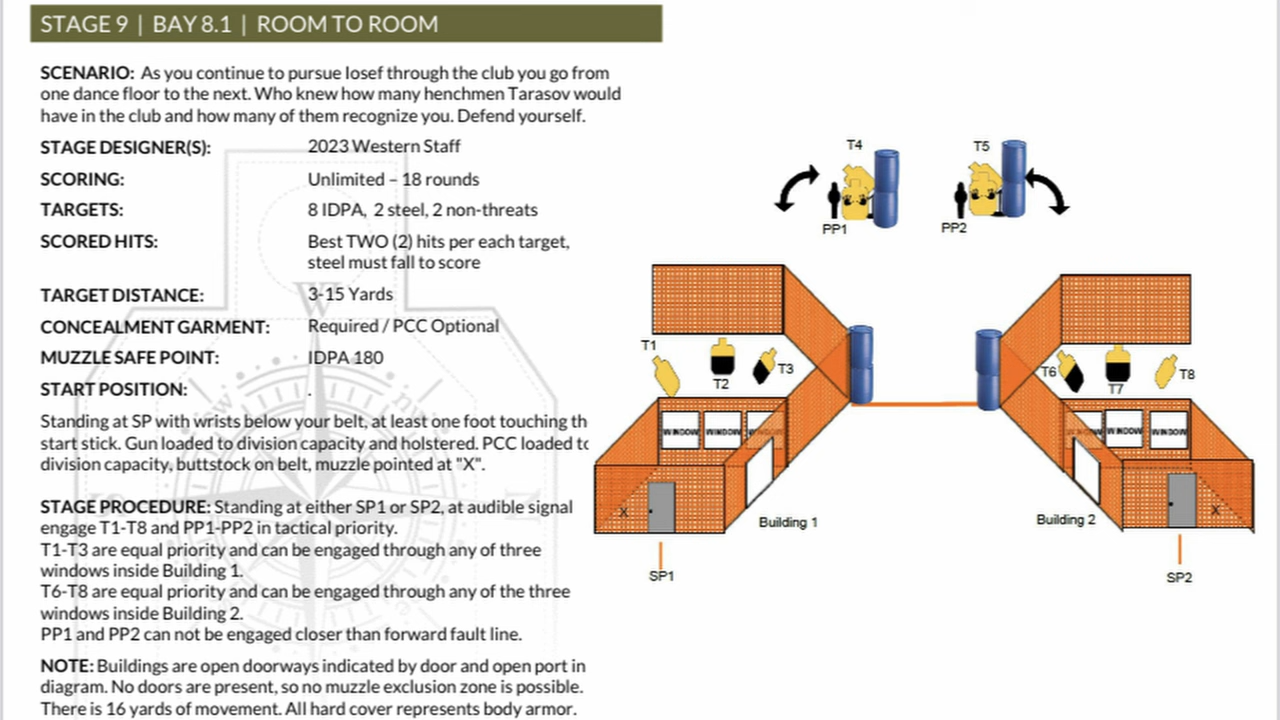 STAGE 9 | BAY 8.1 | ROOM TO ROOM
SCENARIO: As you continue to pursue Iosef through the club you go from
one dance floor to the next. Who knew how many henchmen Tarasov would
have in the club and how many of them recognize you. Defend yourself.
STAGE DESIGNER(S): 2023 Western Staff
SCORING: Unlimited – 18 rounds
TARGETS: 8 IDPA, 2 steel, 2 non-threats
SCORED HITS: Best TWO (2) hits per each target,
steel must fall to score
TARGET DISTANCE: 3-15 Yards
CONCEALMENT GARMENT: Required / PCC Optional
MUZZLE SAFE POINT: IDPA 180
START POSITION: .
Standing at SP with wrists below your belt, at least one foot touching th
start stick. Gun loaded to division capacity and holstered. PCC loaded to
division capacity, buttstock on belt, muzzle pointed at "X".
STAGE PROCEDURE: Standing at either SP1 or SP2, at audible signal
engage T1-T8 and PP1-PP2 in tactical priority.
T1-T3 are equal priority and can be engaged through any of three
windows inside Building 1.
T6-T8 are equal priority and can be engaged through any of the three
windows inside Building 2.
PP1 and PP2 can not be engaged closer than forward fault line.
NOTE: Buildings are open doorways indicated by door and open port in
diagram. No doors are present, so no muzzle exclusion zone is possible.
There is 16 yards of movement. All hard cover represents body armor.
T4
T5
PP1
PP2
T1
T2
T3
T6
T7
T8
WINDOW
WINDOW
WINDOW
WINDOW
WINDOW
WINDOW
X
X
Building 1
Building 2
SP1
SP2
W